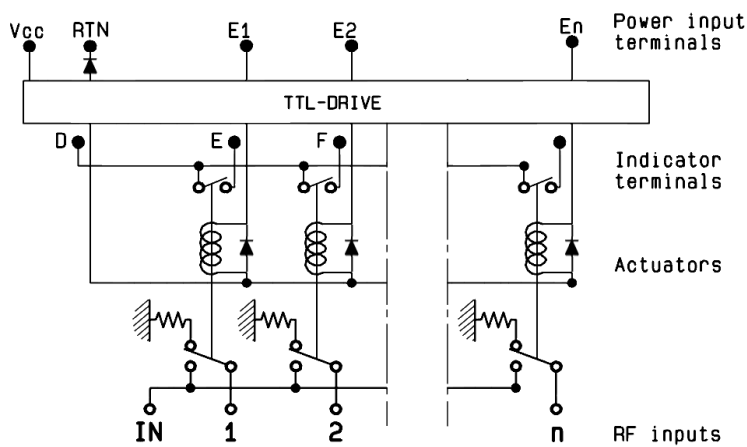 Vcc RTN E1 E2 En Power input
terminals
TTL-DRIVE
D E F Indicator
terminals
Actuators
IN 1 2 n RF inputs